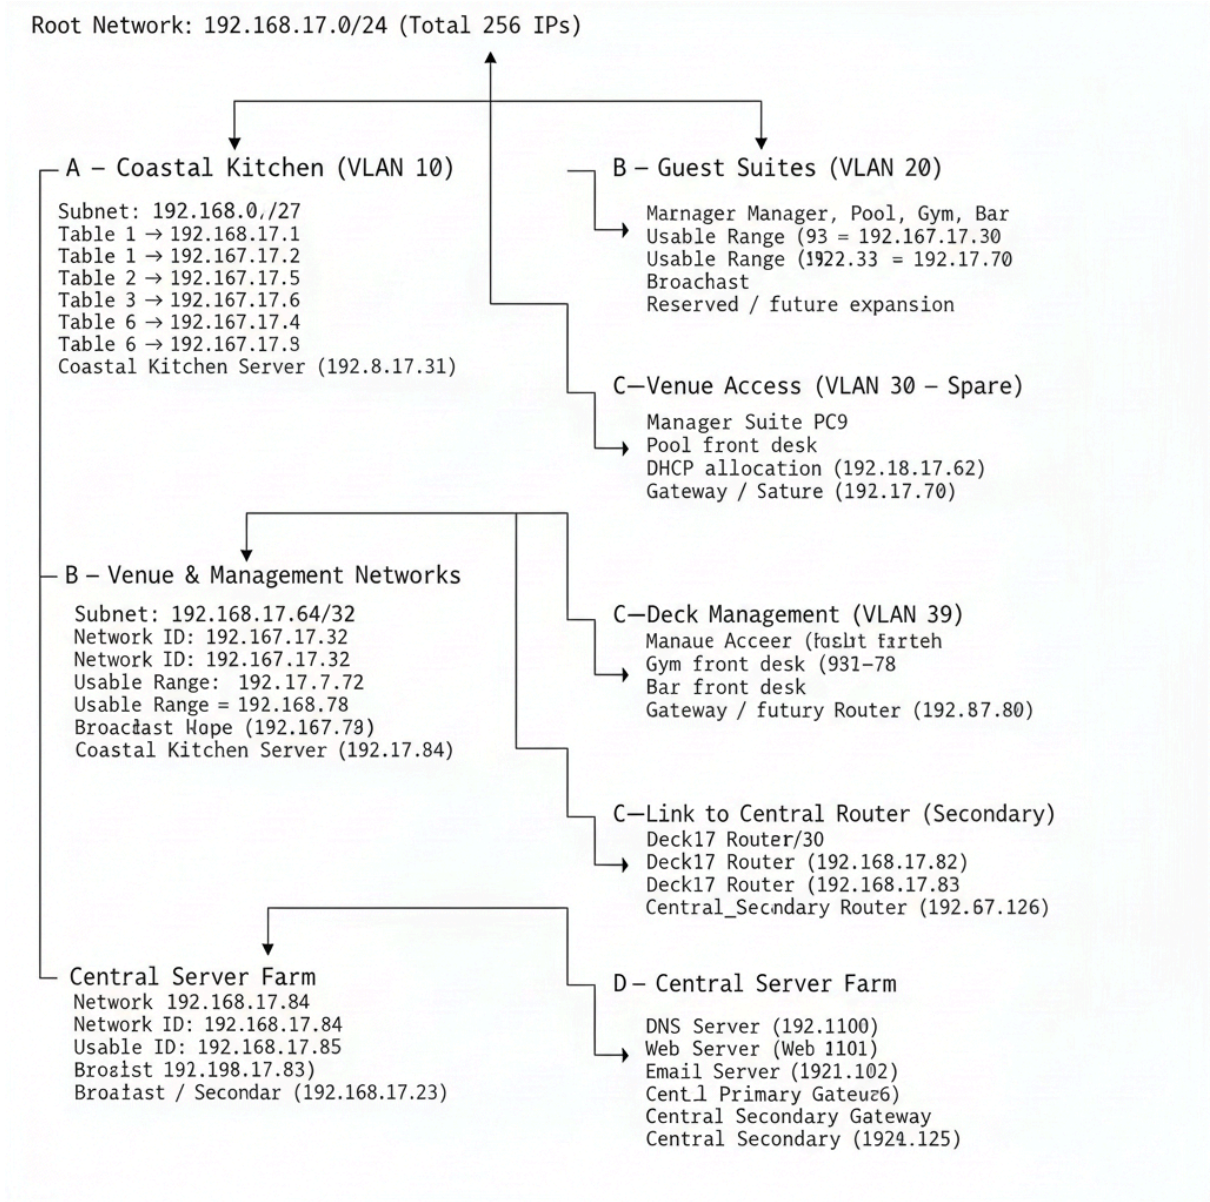 Root Network: 192.168.17.0/24 (Total 256 IPs)
A – Coastal Kitchen (VLAN 10)
Subnet: 192.168.0./27
Table 1 → 192.168.17.1
Table 1 → 192.167.17.2
Table 2 → 192.167.17.5
Table 3 → 192.167.17.6
Table 6 → 192.167.17.4
Table 6 → 192.167.17.3
Coastal Kitchen Server (192.8.17.31)
B – Guest Suites (VLAN 20)
Marnager Manager, Pool, Gym, Bar
Usable Range (93 = 192.167.17.30
Usable Range (1922.33 = 192.17.70
Broachast
Reserved / future expansion
C–Venue Access (VLAN 30 – Spare)
Manager Suite PC9
Pool front desk
DHCP allocation (192.18.17.62)
Gateway / Sature (192.17.70)
B – Venue & Management Networks
Subnet: 192.168.17.64/32
Network ID: 192.167.17.32
Network ID: 192.167.17.32
Usable Range: 192.17.7.72
Usable Range = 192.168.78
Coastal Kitchen Server (192.17.84)
C–Deck Management (VLAN 39)
Gym front desk (931–78
Bar front desk
Gateway / futury Router (192.87.80)
C–Link to Central Router (Secondary)
Deck17 Router/30
Deck17 Router (192.168.17.82)
Deck17 Router (192.168.17.83
Router (192.67.126)
Central Server Farm
Network 192.168.17.84
Network ID: 192.168.17.84
Usable ID: 192.168.17.85
192.198.17.83)
/ Secondar (192.168.17.23)
D – Central Server Farm
DNS Server (192.1100)
Web Server (Web 1101)
Email Server (1921.102)
Primary
Central Secondary Gateway
Central Secondary